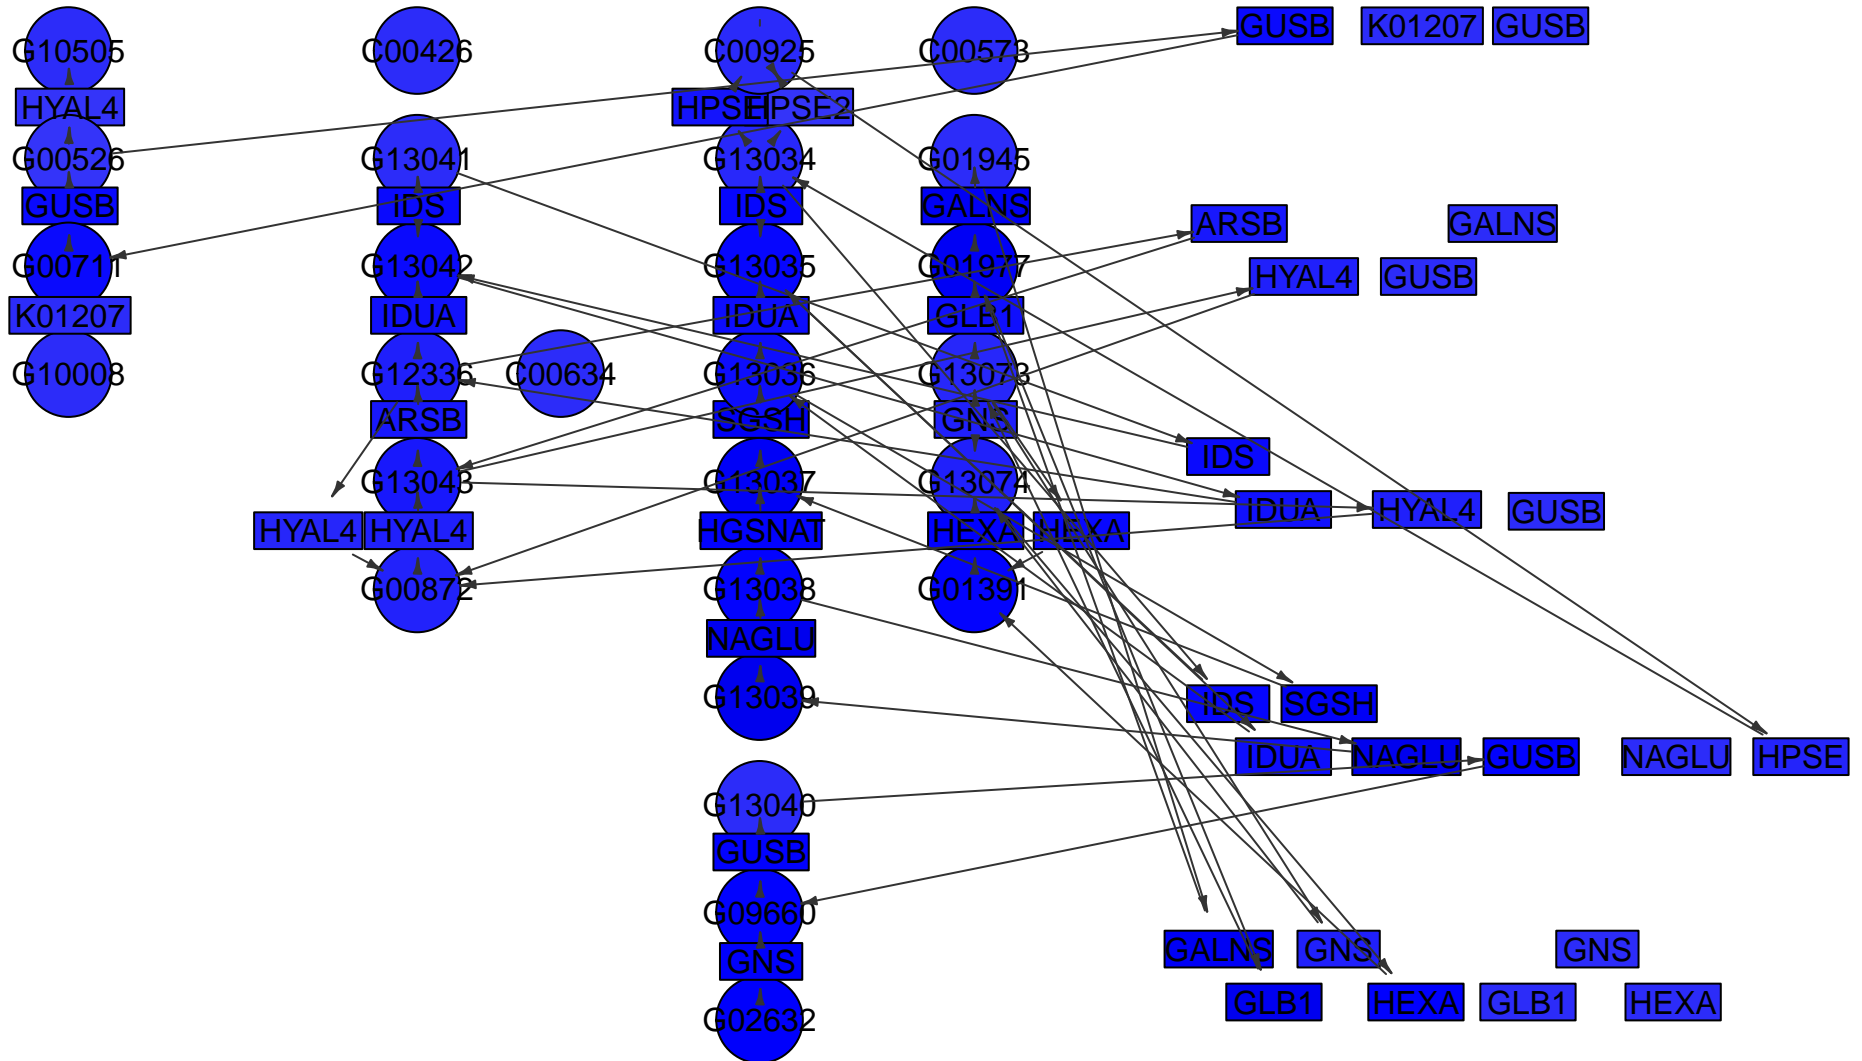 G10505 C00426 C00925 C00573 GUSB K01207 GUSB
HYAL4 HPSE HPSE2
G00526 G13041 G13034 G01945
GUSB IDS IDS GALNS ARSB GALNS
G00711 G13042 G13035 G01977 HYAL4 GUSB
K01207 IDUA IDUA GLB1
G10008 G12336 C00634 G13036 G13073
ARSB SGSH GNS
IDS
G13043 G13037 G13074
IDUA HYAL4 GUSB
HYAL4 HYAL4 HGSNAT HEXA HEXA
G00872 G13038 G01391
NAGLU
G13039 IDS SGSH
IDUA NAGLU GUSB NAGLU HPSE
G13040
GUSB
G09660
GALNS GNS GNS
GNS
GLB1 HEXA GLB1 HEXA
G02632